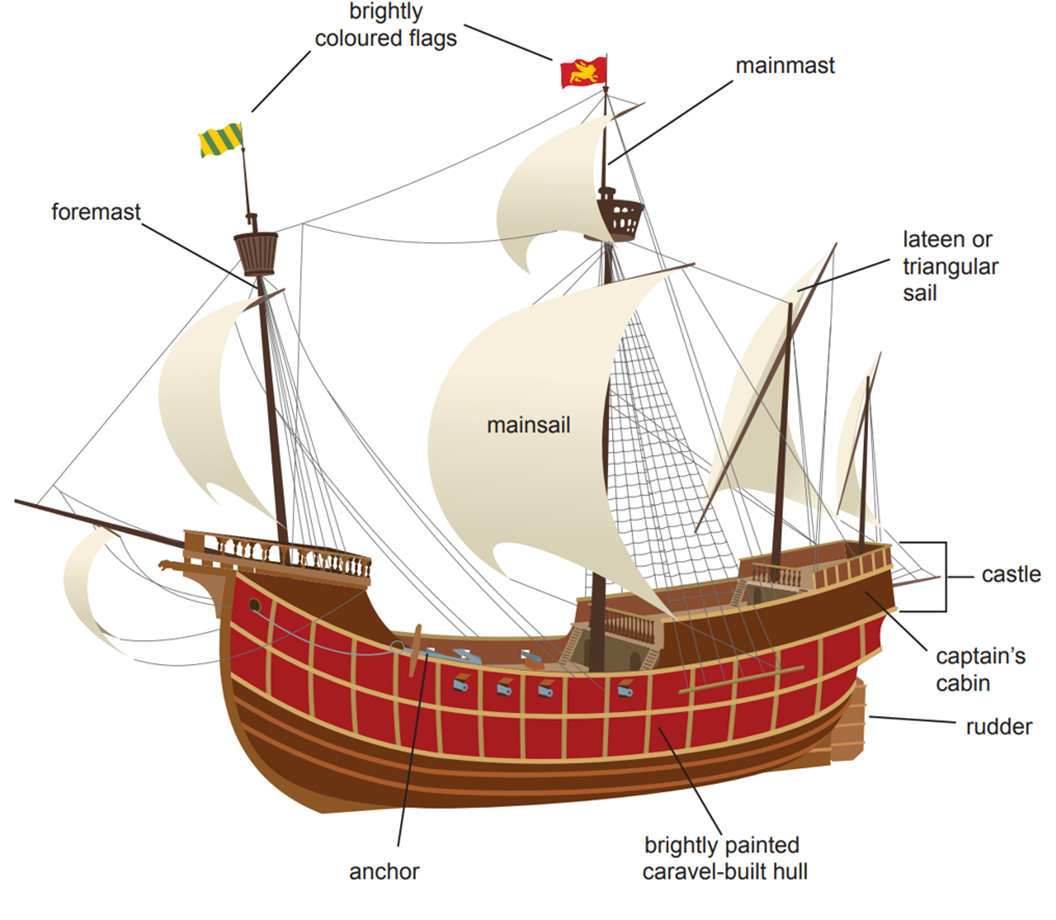 brightly
coloured flags
mainmast
foremast
lateen or
triangular
sail
mainsail
castle
captain's
cabin
rudder
brightly painted
caravel-built hull
anchor